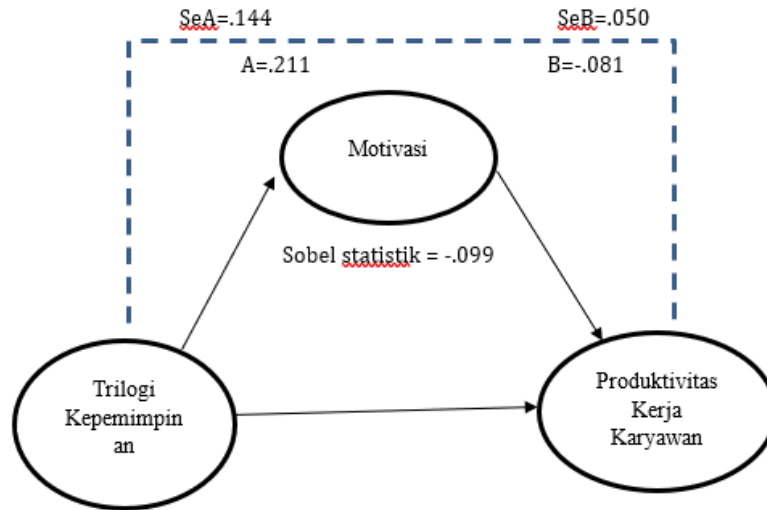 SeA=.144
SeB=.050
A=.211
B=-.081
Motivasi
Sobel statistik = -.099
Trilogi
Kepemimpin
an
Produktivitas
Kerja
Karyawan